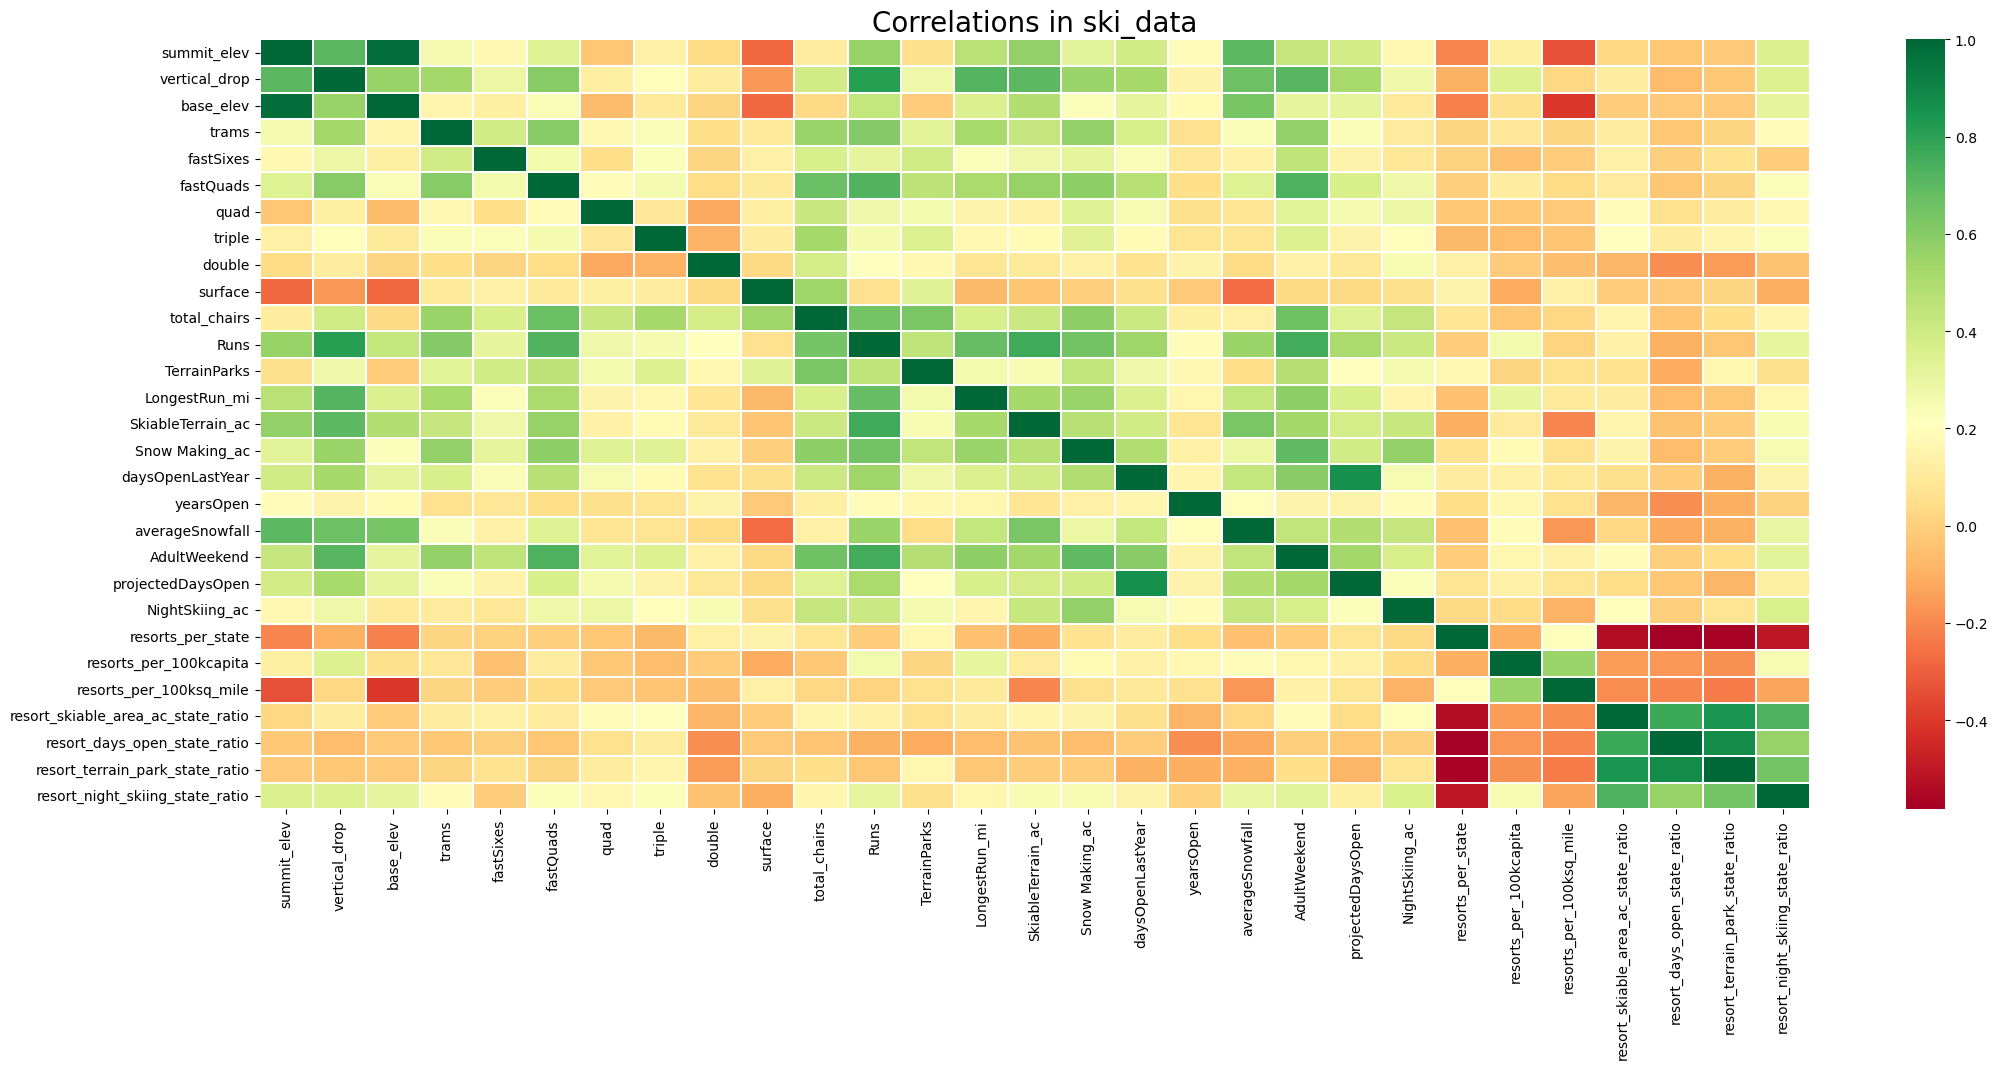 Correlations in ski_data
summit_elev
vertical_drop
base_elev
trams
fastSixes
fastQuads
quad
triple
double
surface
total_chairs
Runs
TerrainParks
LongestRun_mi
SkiableTerrain_ac
Snow Making_ac
daysOpenLastYear
yearsOpen
averageSnowfall
AdultWeekend
projectedDaysOpen
NightSkiing_ac
resorts_per_state
resorts_per_100kcapita
resorts_per_100ksq_mile
resort_skiable_area_ac_state_ratio
resort_days_open_state_ratio
resort_terrain_park_state_ratio
resort_night_skiing_state_ratio
summit_elev
vertical_drop
base_elev
trams
fastSixes
fastQuads
quad
triple
double
surface
total_chairs
Runs
TerrainParks
LongestRun_mi
SkiableTerrain_ac
Snow Making_ac
daysOpenLastYear
yearsOpen
averageSnowfall
AdultWeekend
projectedDaysOpen
NightSkiing_ac
resorts_per_state
resorts_per_100kcapita
resorts_per_100ksq_mile
resort_skiable_area_ac_state_ratio
resort_days_open_state_ratio
resort_terrain_park_state_ratio
resort_night_skiing_state_ratio
1.0
0.8
0.6
0.4
0.2
0.0
−0.2
−0.4